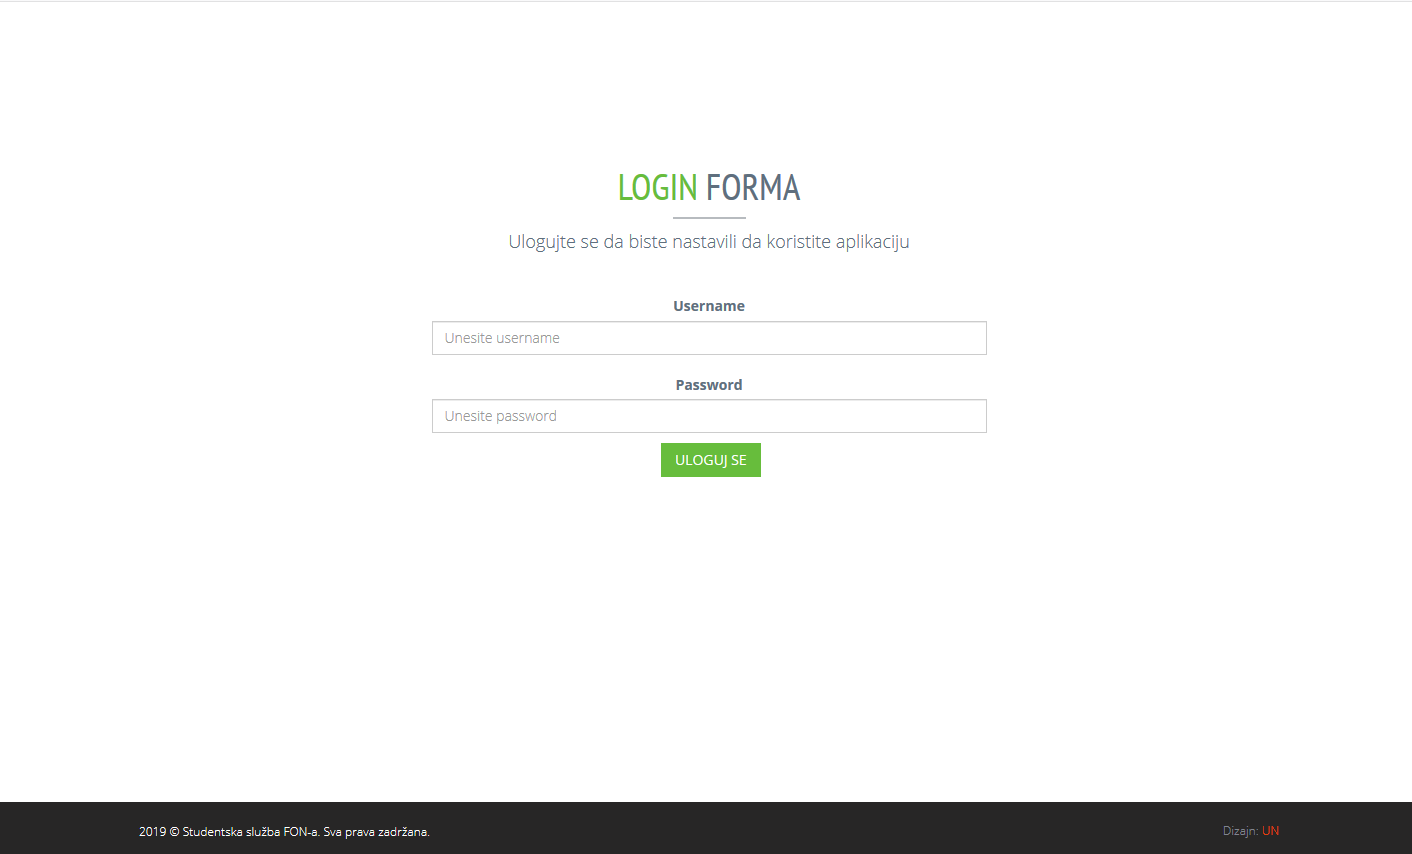 LOGIN FORMA
Ulogujte se da biste nastavili da koristite aplikaciju
Username
Unesite username
Password
Unesite password
ULOGUJ SE
2019 © Studentska služba FON-a. Sva prava zadržana.
Dizajn: UN